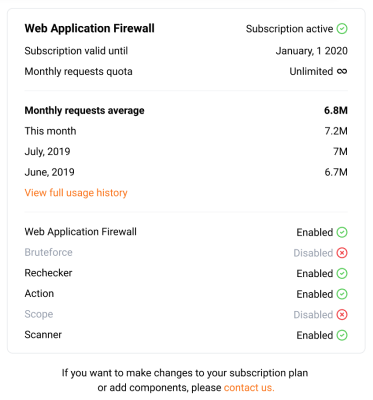 Web Application Firewall Subscription active
Subscription valid until January, 1 2020
Monthly requests quota Unlimited ∞
Monthly requests average 6.8M
This month 7.2M
July, 2019 7M
June, 2019 6.7M
View full usage history
Web Application Firewall Enabled
Bruteforce Disabled
Rechecker Enabled
Action Enabled
Scope Disabled
Scanner Enabled
If you want to make changes to your subscription plan
or add components, please contact us.